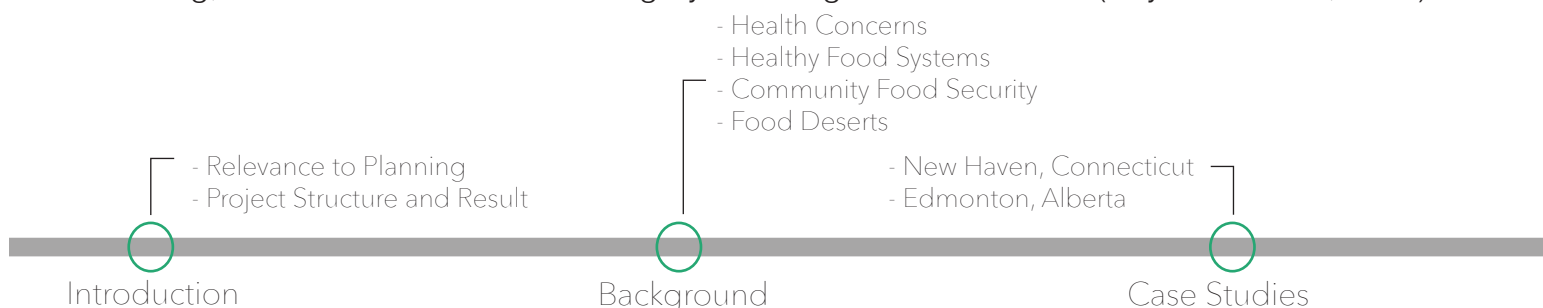 - Health Concerns
- Healthy Food Systems
- Community Food Security
- Food Deserts
- Relevance to Planning
- Project Structure and Result
- New Haven, Connecticut
- Edmonton, Alberta
Introduction
Background
Case Studies